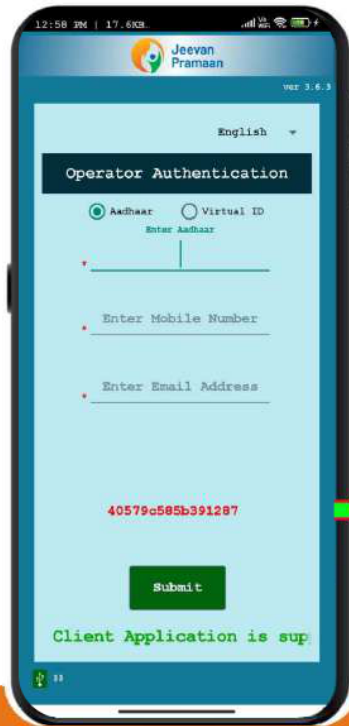 12:58 PM | 17.6KB...
Jeevan
Pramaan
ver 3.6.3
English
Operator Authentication
Aadhaar
Virtual ID
Enter Aadhaar
*
* Enter Mobile Number
* Enter Email Address
40579c585b391287
Submit
Client Application is sup